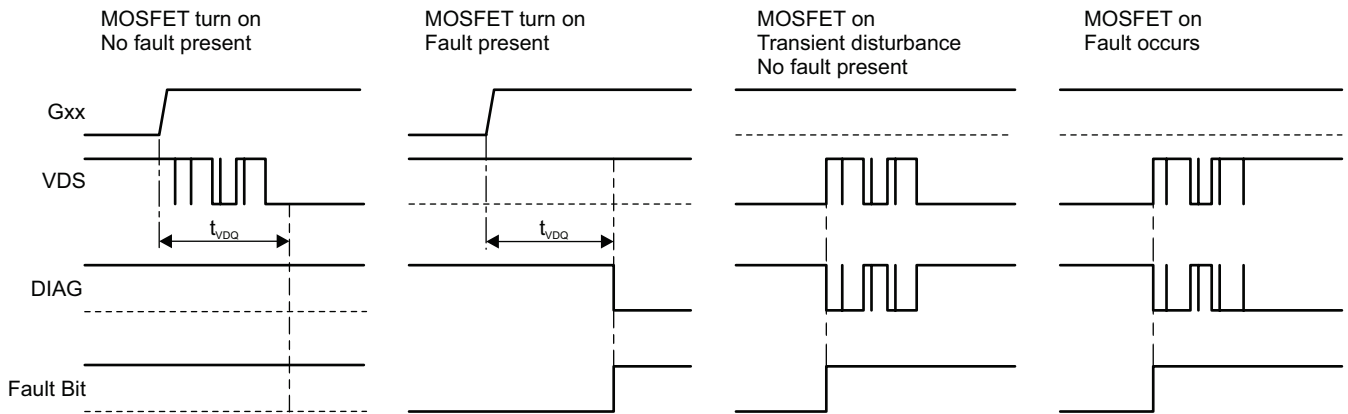 MOSFET turn on
No fault present
MOSFET turn on
Fault present
MOSFET on
Transient disturbance
No fault present
MOSFET on
Fault occurs
Gxx
VDS
tVDQ
tVDQ
DIAG
Fault Bit